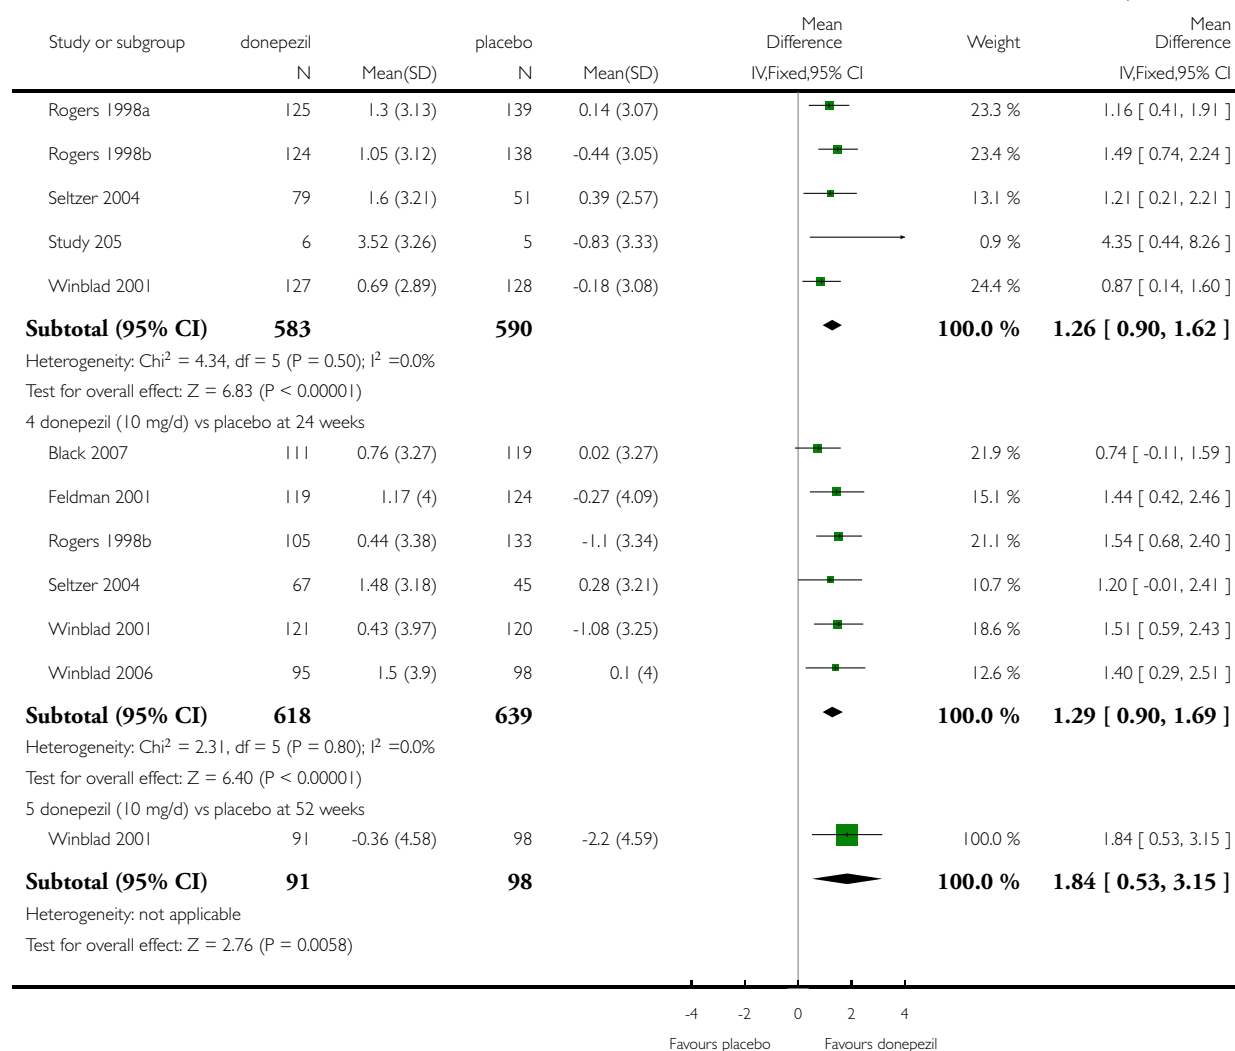 Mean Mean
Study or subgroup donepezil placebo Difference Weight Difference
N Mean(SD) N Mean(SD) IV,Fixed,95% CI IV,Fixed,95% CI
Rogers 1998a 125 1.3 (3.13) 139 0.14 (3.07) 23.3 % 1.16 [ 0.41, 1.91 ]
Rogers 1998b 124 1.05 (3.12) 138 -0.44 (3.05) 23.4 % 1.49 [ 0.74, 2.24 ]
Seltzer 2004 79 1.6 (3.21) 51 0.39 (2.57) 13.1 % 1.21 [ 0.21, 2.21 ]
Study 205 6 3.52 (3.26) 5 -0.83 (3.33) 0.9 % 4.35 [ 0.44, 8.26 ]
Winblad 2001 127 0.69 (2.89) 128 -0.18 (3.08) 24.4 % 0.87 [ 0.14, 1.60 ]
Subtotal (95% CI) 583 590 100.0 % 1.26 [ 0.90, 1.62 ]
Heterogeneity: Chi² = 4.34, df = 5 (P = 0.50); I² =0.0%
Test for overall effect: Z = 6.83 (P < 0.00001)
4 donepezil (10 mg/d) vs placebo at 24 weeks
Black 2007 111 0.76 (3.27) 119 0.02 (3.27) 21.9 % 0.74 [ -0.11, 1.59 ]
Feldman 2001 119 1.17 (4) 124 -0.27 (4.09) 15.1 % 1.44 [ 0.42, 2.46 ]
Rogers 1998b 105 0.44 (3.38) 133 -1.1 (3.34) 21.1 % 1.54 [ 0.68, 2.40 ]
Seltzer 2004 67 1.48 (3.18) 45 0.28 (3.21) 10.7 % 1.20 [ -0.01, 2.41 ]
Winblad 2001 121 0.43 (3.97) 120 -1.08 (3.25) 18.6 % 1.51 [ 0.59, 2.43 ]
Winblad 2006 95 1.5 (3.9) 98 0.1 (4) 12.6 % 1.40 [ 0.29, 2.51 ]
Subtotal (95% CI) 618 639 100.0 % 1.29 [ 0.90, 1.69 ]
Heterogeneity: Chi² = 2.31, df = 5 (P = 0.80); I² =0.0%
Test for overall effect: Z = 6.40 (P < 0.00001)
5 donepezil (10 mg/d) vs placebo at 52 weeks
Winblad 2001 91 -0.36 (4.58) 98 -2.2 (4.59) 100.0 % 1.84 [ 0.53, 3.15 ]
Subtotal (95% CI) 91 98 100.0 % 1.84 [ 0.53, 3.15 ]
Heterogeneity: not applicable
Test for overall effect: Z = 2.76 (P = 0.0058)
-4 -2 0 2 4
Favours placebo Favours donepezil